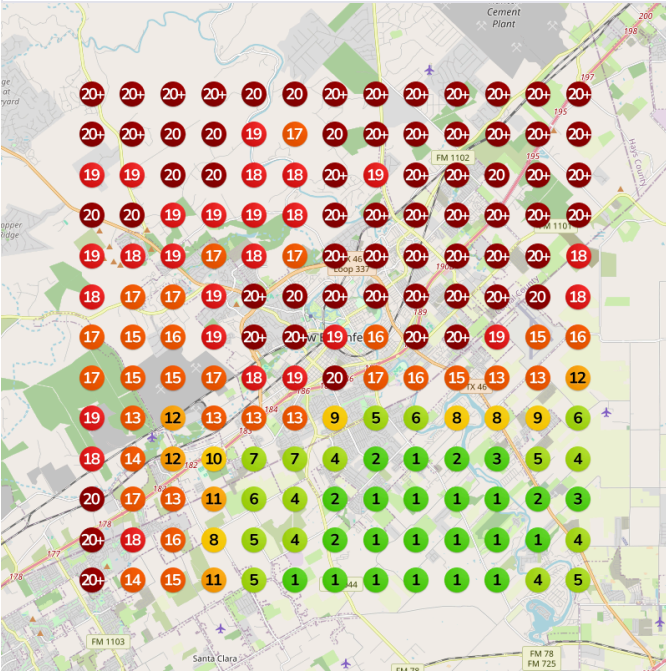 200
Cement
Plant
198
197
20+ 20+ 20+ 20+ 20 20 20+ 20+ 20+ 20+ 20+ 20+ 20+
195
20+ 20+ 20 20 19 17 20 20+ 20+ 20+ 20+ 20+ 20+
Hays County
FM 1102
195
19 19 20 20 18 18 20+ 19 20+ 20+ 20 20+ 20+
20 20 19 19 19 18 20+ 20+ 20+ 20+ 20+ 20+ 20+
FM 1101
Ridge
19 18 19 17 18 17 20+ 20+ 20+ 20+ 20+ 20+ 18
Loop 337
18 17 17 19 20+ 20 20+ 20+ 20+ 20+ 20+ 20 18
189
17 15 16 19 20+ 20+ 19 16 20+ 20+ 19 15 16
17 15 15 17 18 19 20 17 16 15 13 13 12
TX 46
186
184
19 13 12 13 13 13 9 5 6 8 8 9 6
18 14 12 10 7 7 4 2 1 2 3 5 4
182
20 17 13 11 6 4 2 1 1 1 1 2 3
178
20+ 18 16 8 5 4 2 1 1 1 1 1 4
177
178
20+ 14 15 11 5 1 1 1 1 1 1 4 5
44
FM 1103
Santa Clara
FM 78
FM 78
FM 725